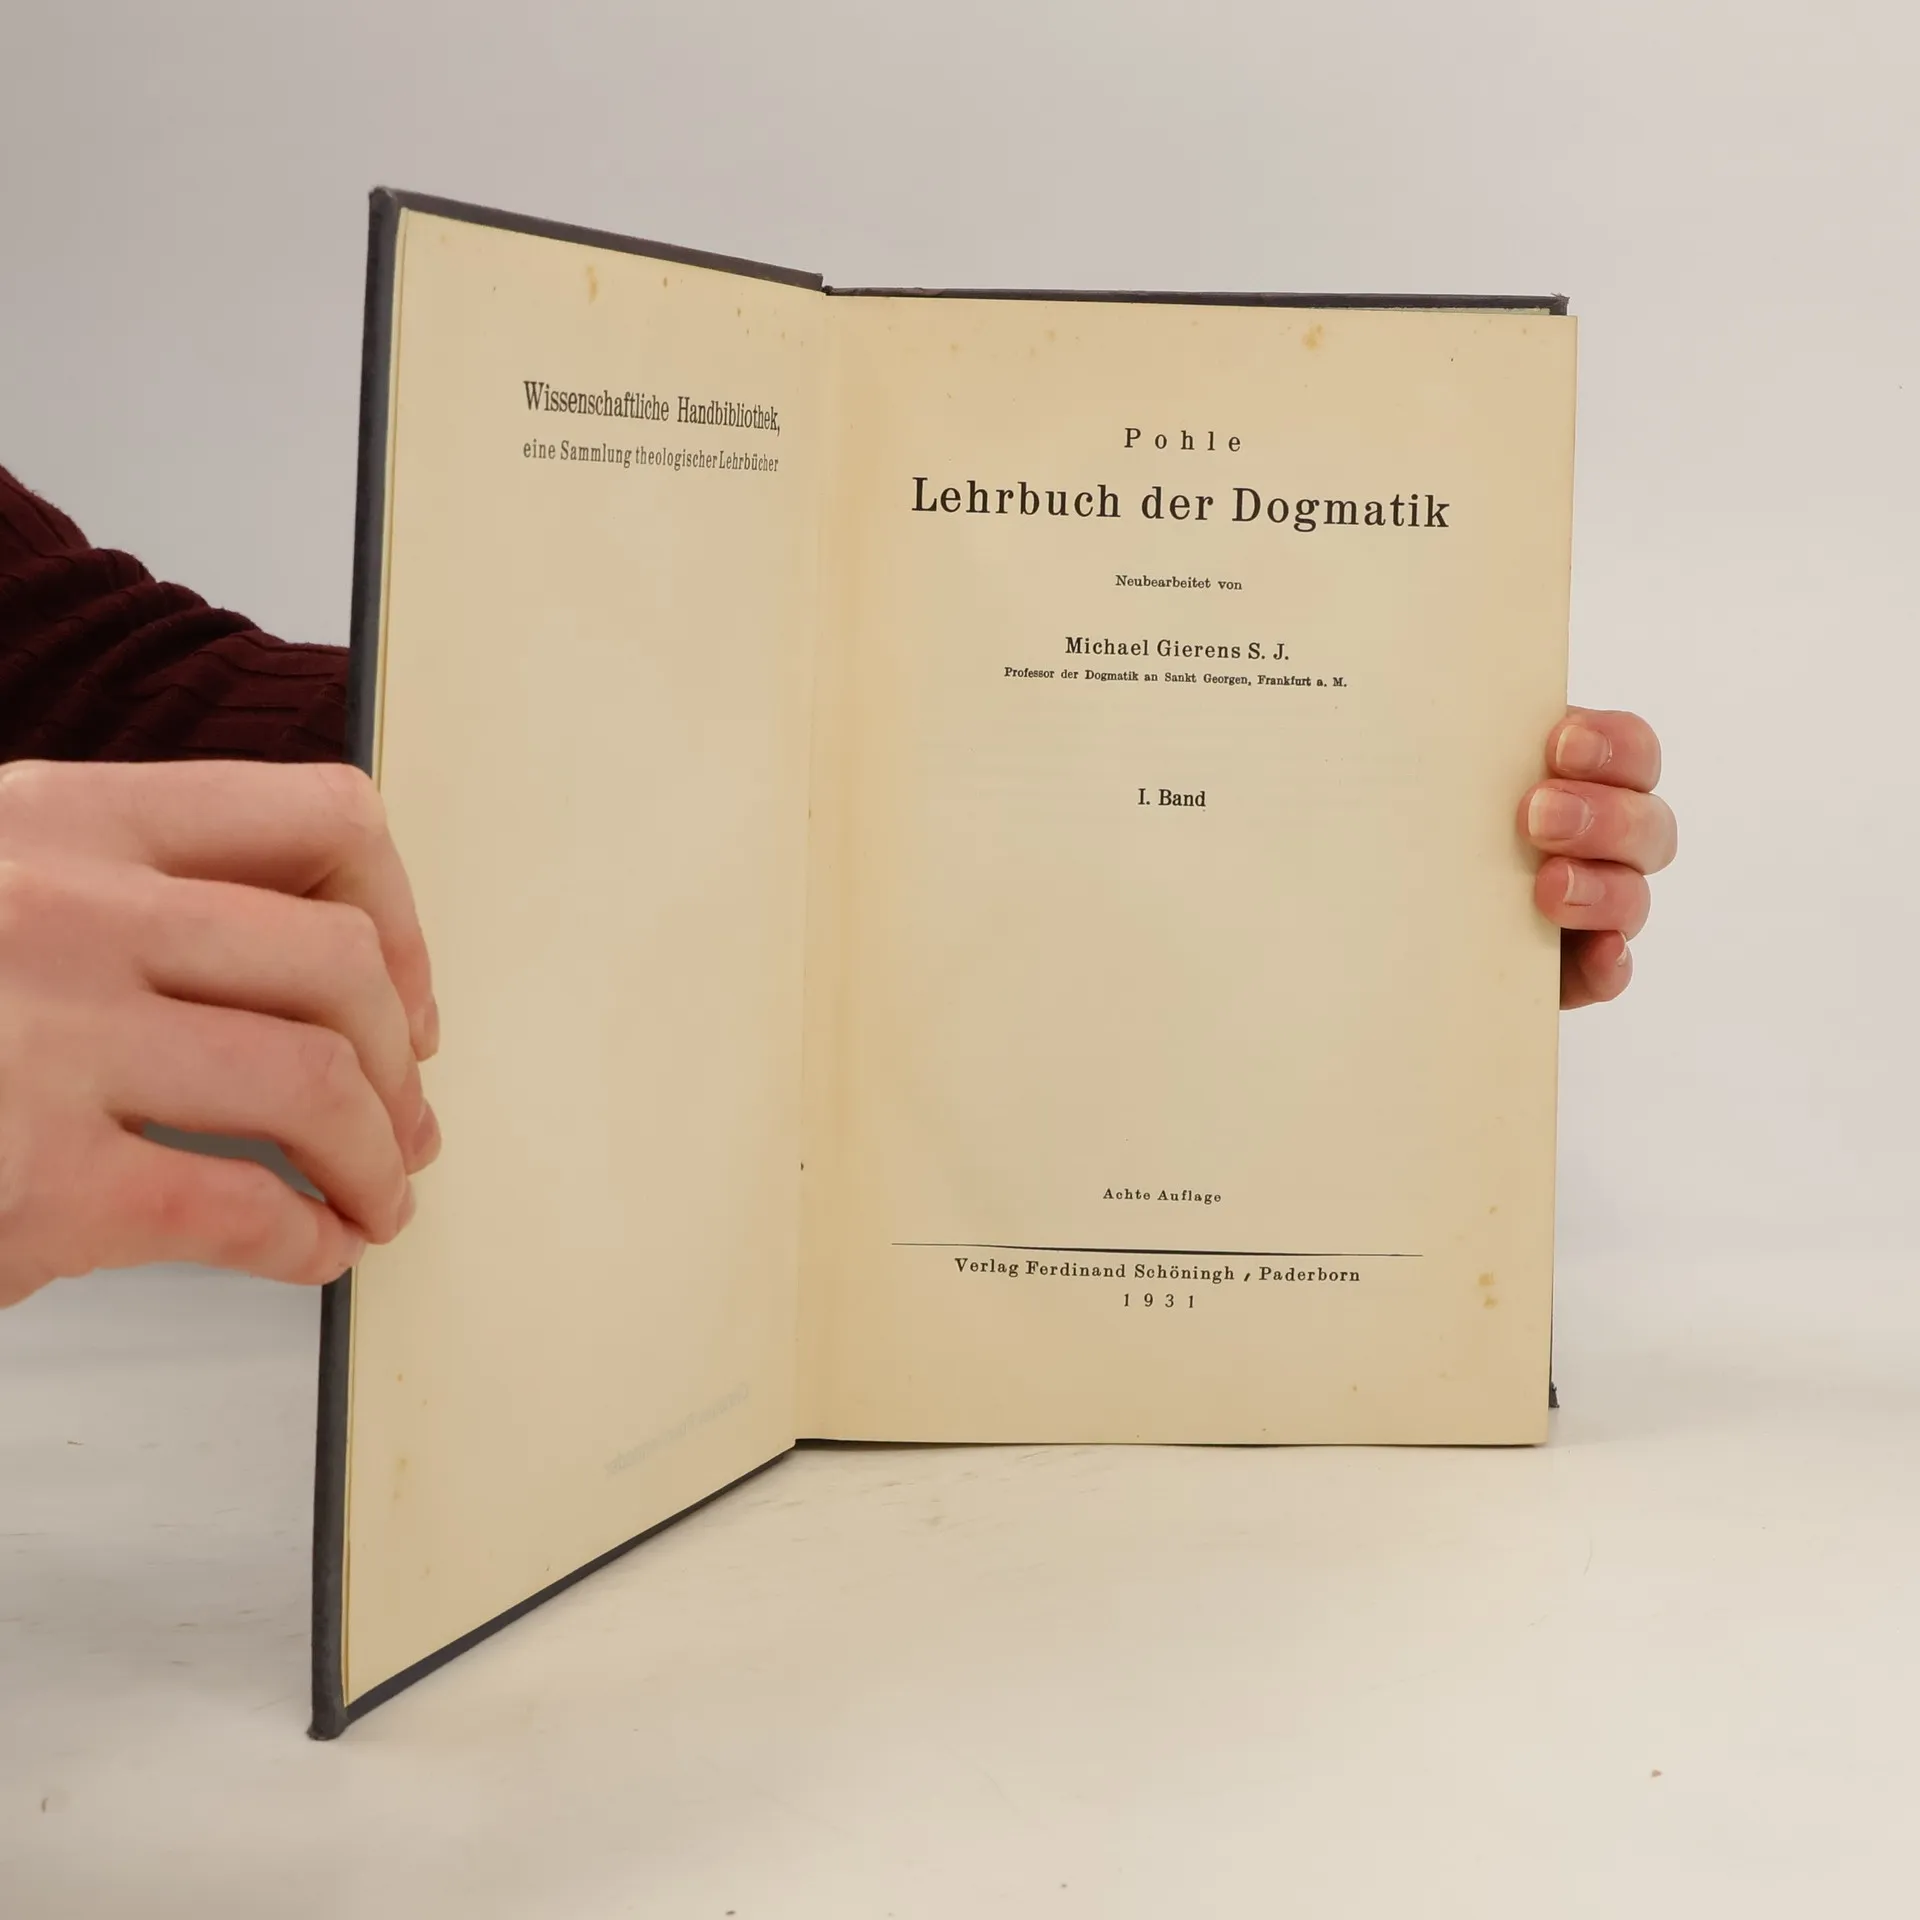 Wissenschaftliche Handbibliothek,
eine Sammlung theologischer Lehrbücher
Pohle
Lehrbuch der Dogmatik
Neubearbeitet von
Michael Gierens S. J.
Professor der Dogmatik an Sankt Georgen, Frankfurt a. M.
I. Band
Achte Auflage
Verlag Ferdinand Schöningh / Paderborn
1931